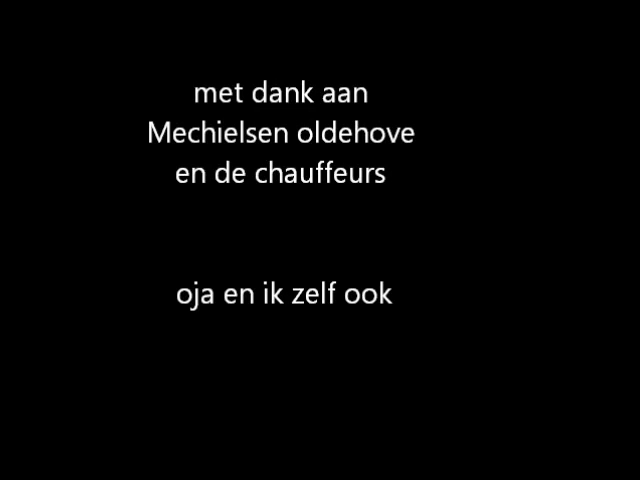 met dank aan
Mechielsen oldehove
en de chauffeurs
oja en ik zelf ook